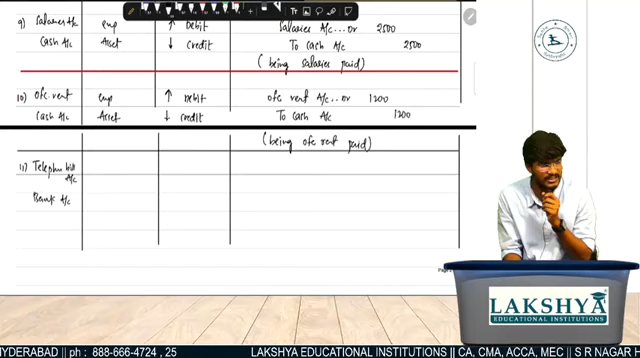 9) Salaries A/c exp ↑ Debit Salaries A/c...Dr 2500
Cash A/c Asset ↓ Credit To Cash A/c 2500
(being salaries paid)
10) ofc. rent exp ↑ Debit ofc rent A/c...Dr 1200
Cash A/c Asset ↓ Credit To Cash A/c 1200
(being ofc rent paid)
11) bill
A/c
Bank A/c
LAKSHYA
EDUCATIONAL INSTITUTIONS
HYDERABAD || ph : 888-666-4724 , 25 LAKSHYA EDUCATIONAL INSTITUTIONS || CA, CMA, ACCA, MEC || S R NAGAR H